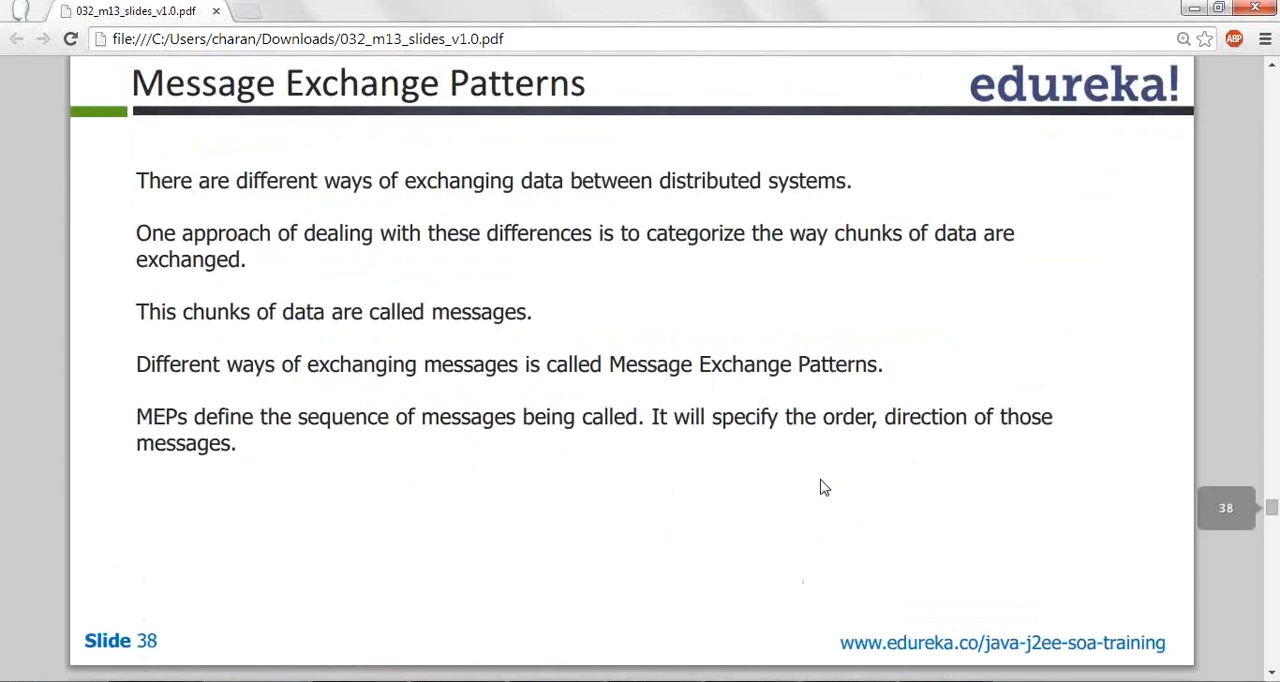 032_m13_slides_v1.0.pdf
file:///C:/Users/charan/Downloads/032_m13_slides_v1.0.pdf
ABP
Message Exchange Patterns
edureka!
There are different ways of exchanging data between distributed systems.
One approach of dealing with these differences is to categorize the way chunks of data are
exchanged.
This chunks of data are called messages.
Different ways of exchanging messages is called Message Exchange Patterns.
MEPs define the sequence of messages being called. It will specify the order, direction of those
messages.
38
Slide 38
www.edureka.co/java-j2ee-soa-training